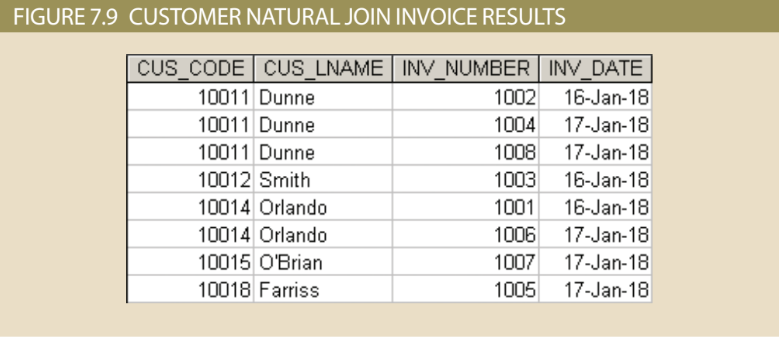 FIGURE 7.9 CUSTOMER NATURAL JOIN INVOICE RESULTS
CUS_CODE CUS_LNAME INV_NUMBER INV_DATE
10011 Dunne 1002 16-Jan-18
10011 Dunne 1004 17-Jan-18
10011 Dunne 1008 17-Jan-18
10012 Smith 1003 16-Jan-18
10014 Orlando 1001 16-Jan-18
10014 Orlando 1006 17-Jan-18
10015 O'Brian 1007 17-Jan-18
10018 Farriss 1005 17-Jan-18